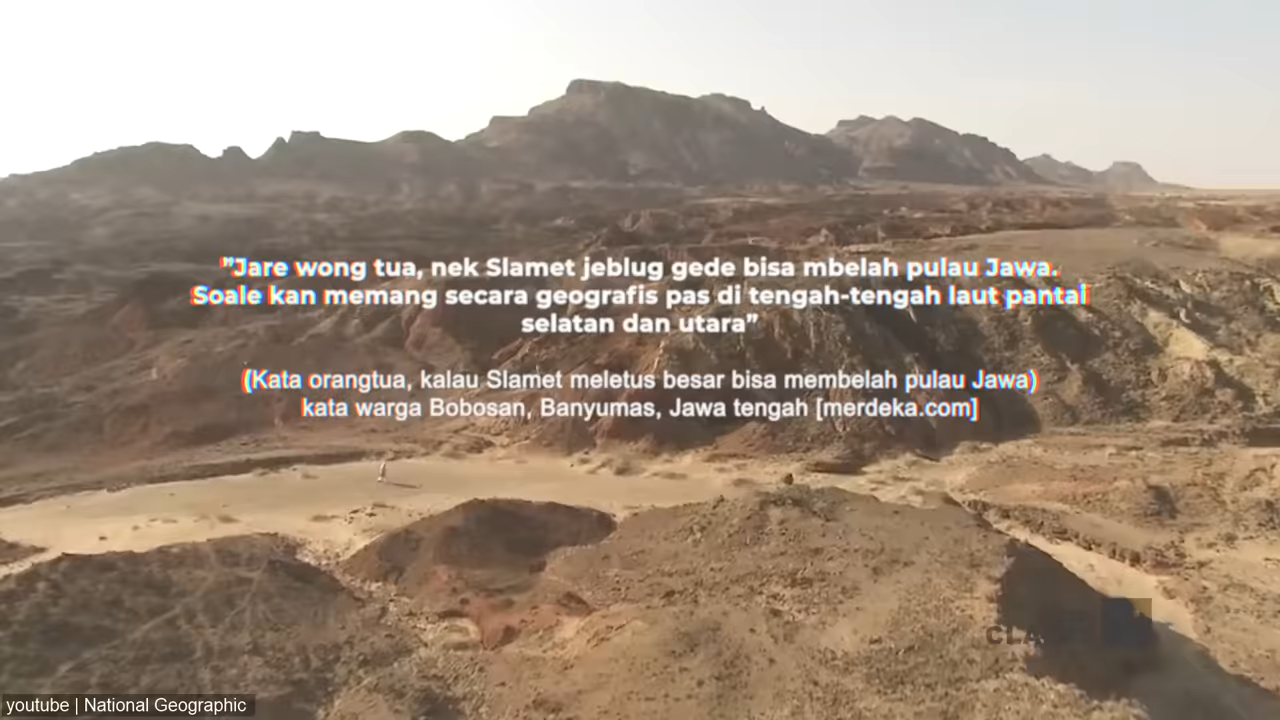 "Jare wong tua, nek Slamet jeblug gede bisa mbelah pulau Jawa.
Soale kan memang secara geografis pas di tengah-tengah laut pantai
selatan dan utara"
(Kata orangtua, kalau Slamet meletus besar bisa membelah pulau Jawa)
kata warga Bobosan, Banyumas, Jawa tengah [merdeka.com]
youtube | National Geographic